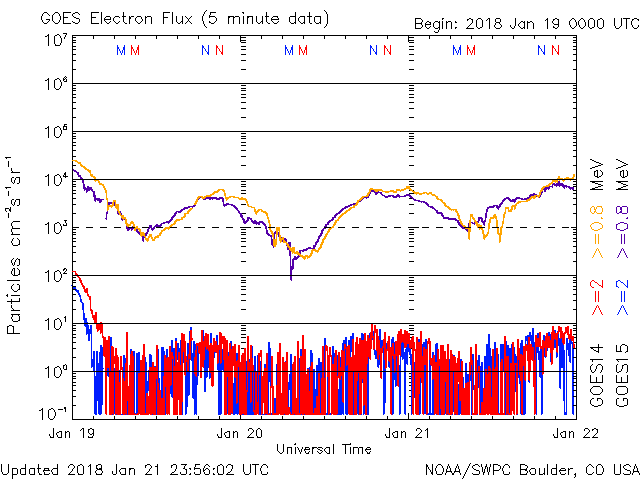 GOES Electron Flux (5 minute data)
Begin: 2018 Jan 19 0000 UTC
M M N N M M N N M M N N
10⁷
10⁶
10⁵
10⁴
10³
10²
10¹
10⁰
10⁻¹
Particles cm⁻²s⁻¹sr⁻¹
GOES14 >=2 >=0.8 MeV
GOES15 >=2 >=0.8 MeV
Jan 19 Jan 20 Jan 21 Jan 22
Universal Time
Updated 2018 Jan 21 23:56:02 UTC
NOAA/SWPC Boulder, CO USA